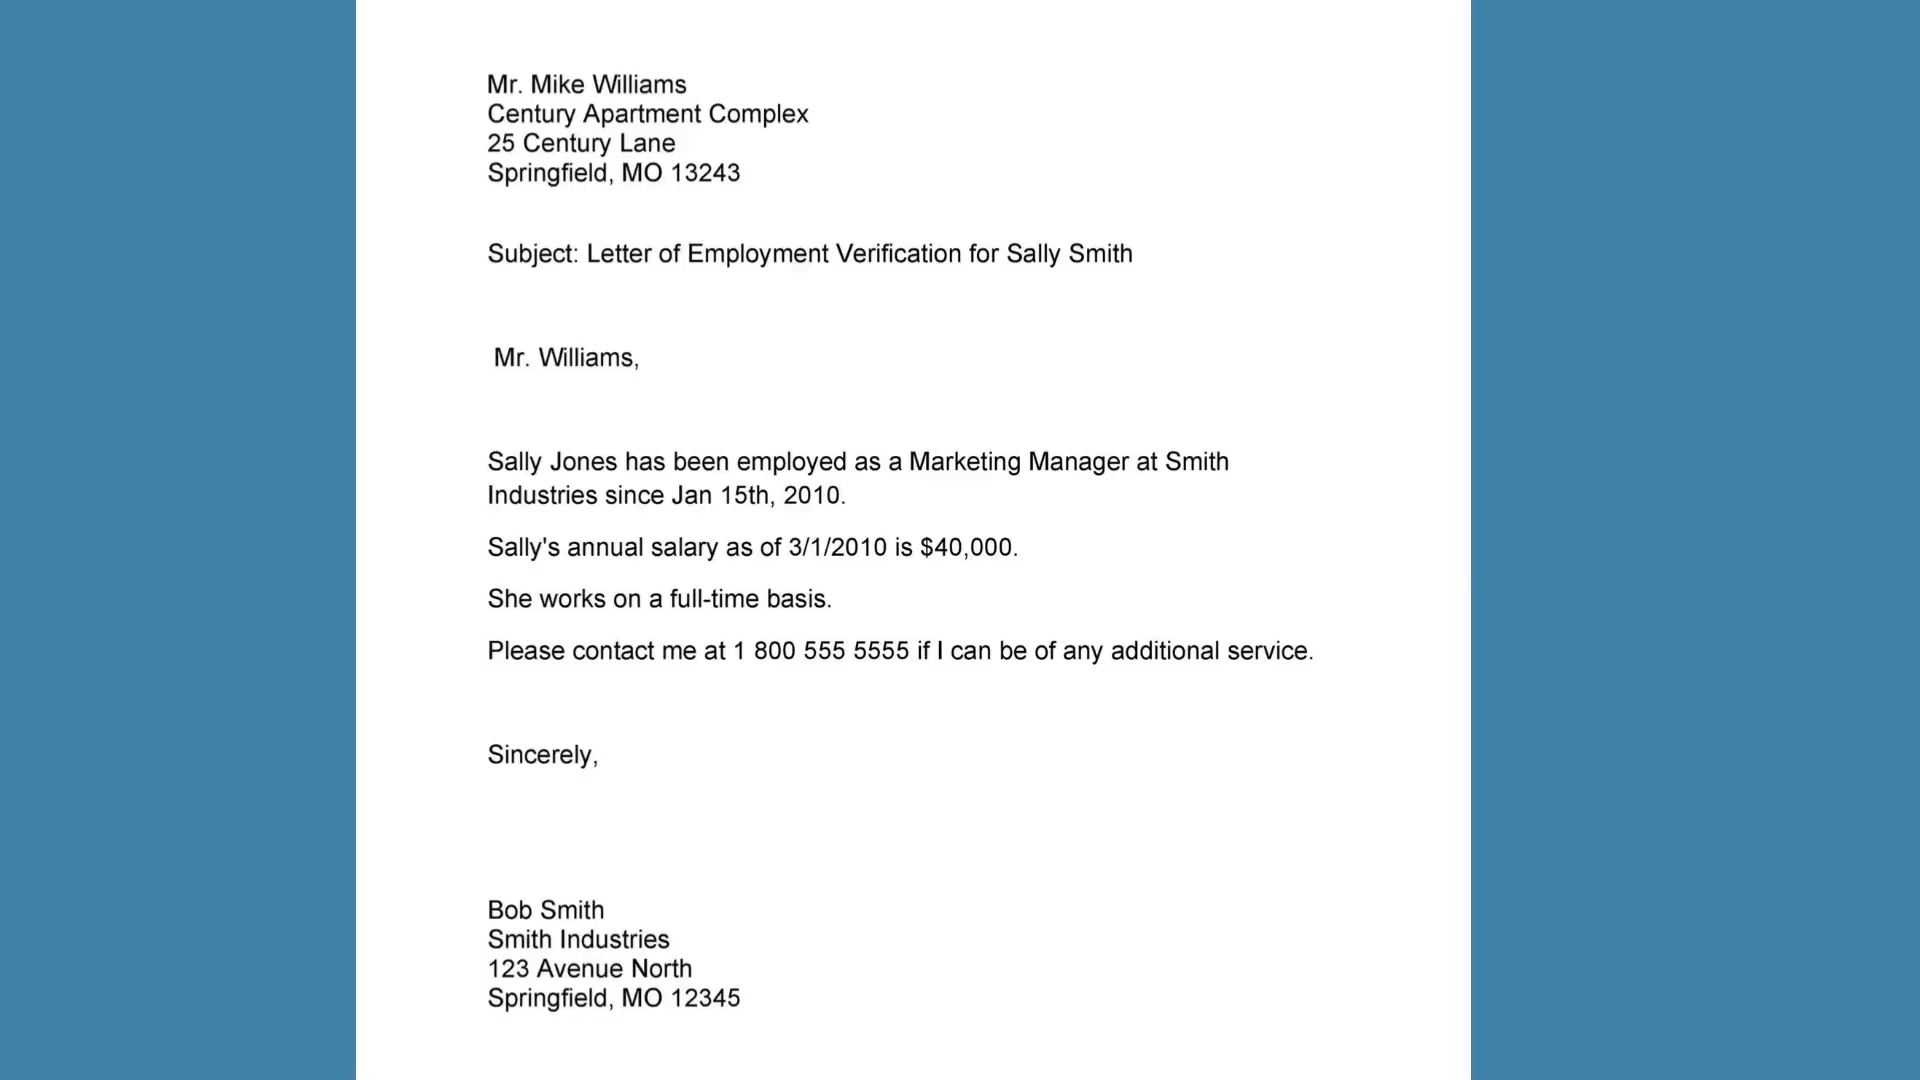 Mr. Mike Williams
Century Apartment Complex
25 Century Lane
Springfield, MO 13243
Subject: Letter of Employment Verification for Sally Smith
Mr. Williams,
Sally Jones has been employed as a Marketing Manager at Smith
Industries since Jan 15th, 2010.
Sally's annual salary as of 3/1/2010 is $40,000.
She works on a full-time basis.
Please contact me at 1 800 555 5555 if I can be of any additional service.
Sincerely,
Bob Smith
Smith Industries
123 Avenue North
Springfield, MO 12345